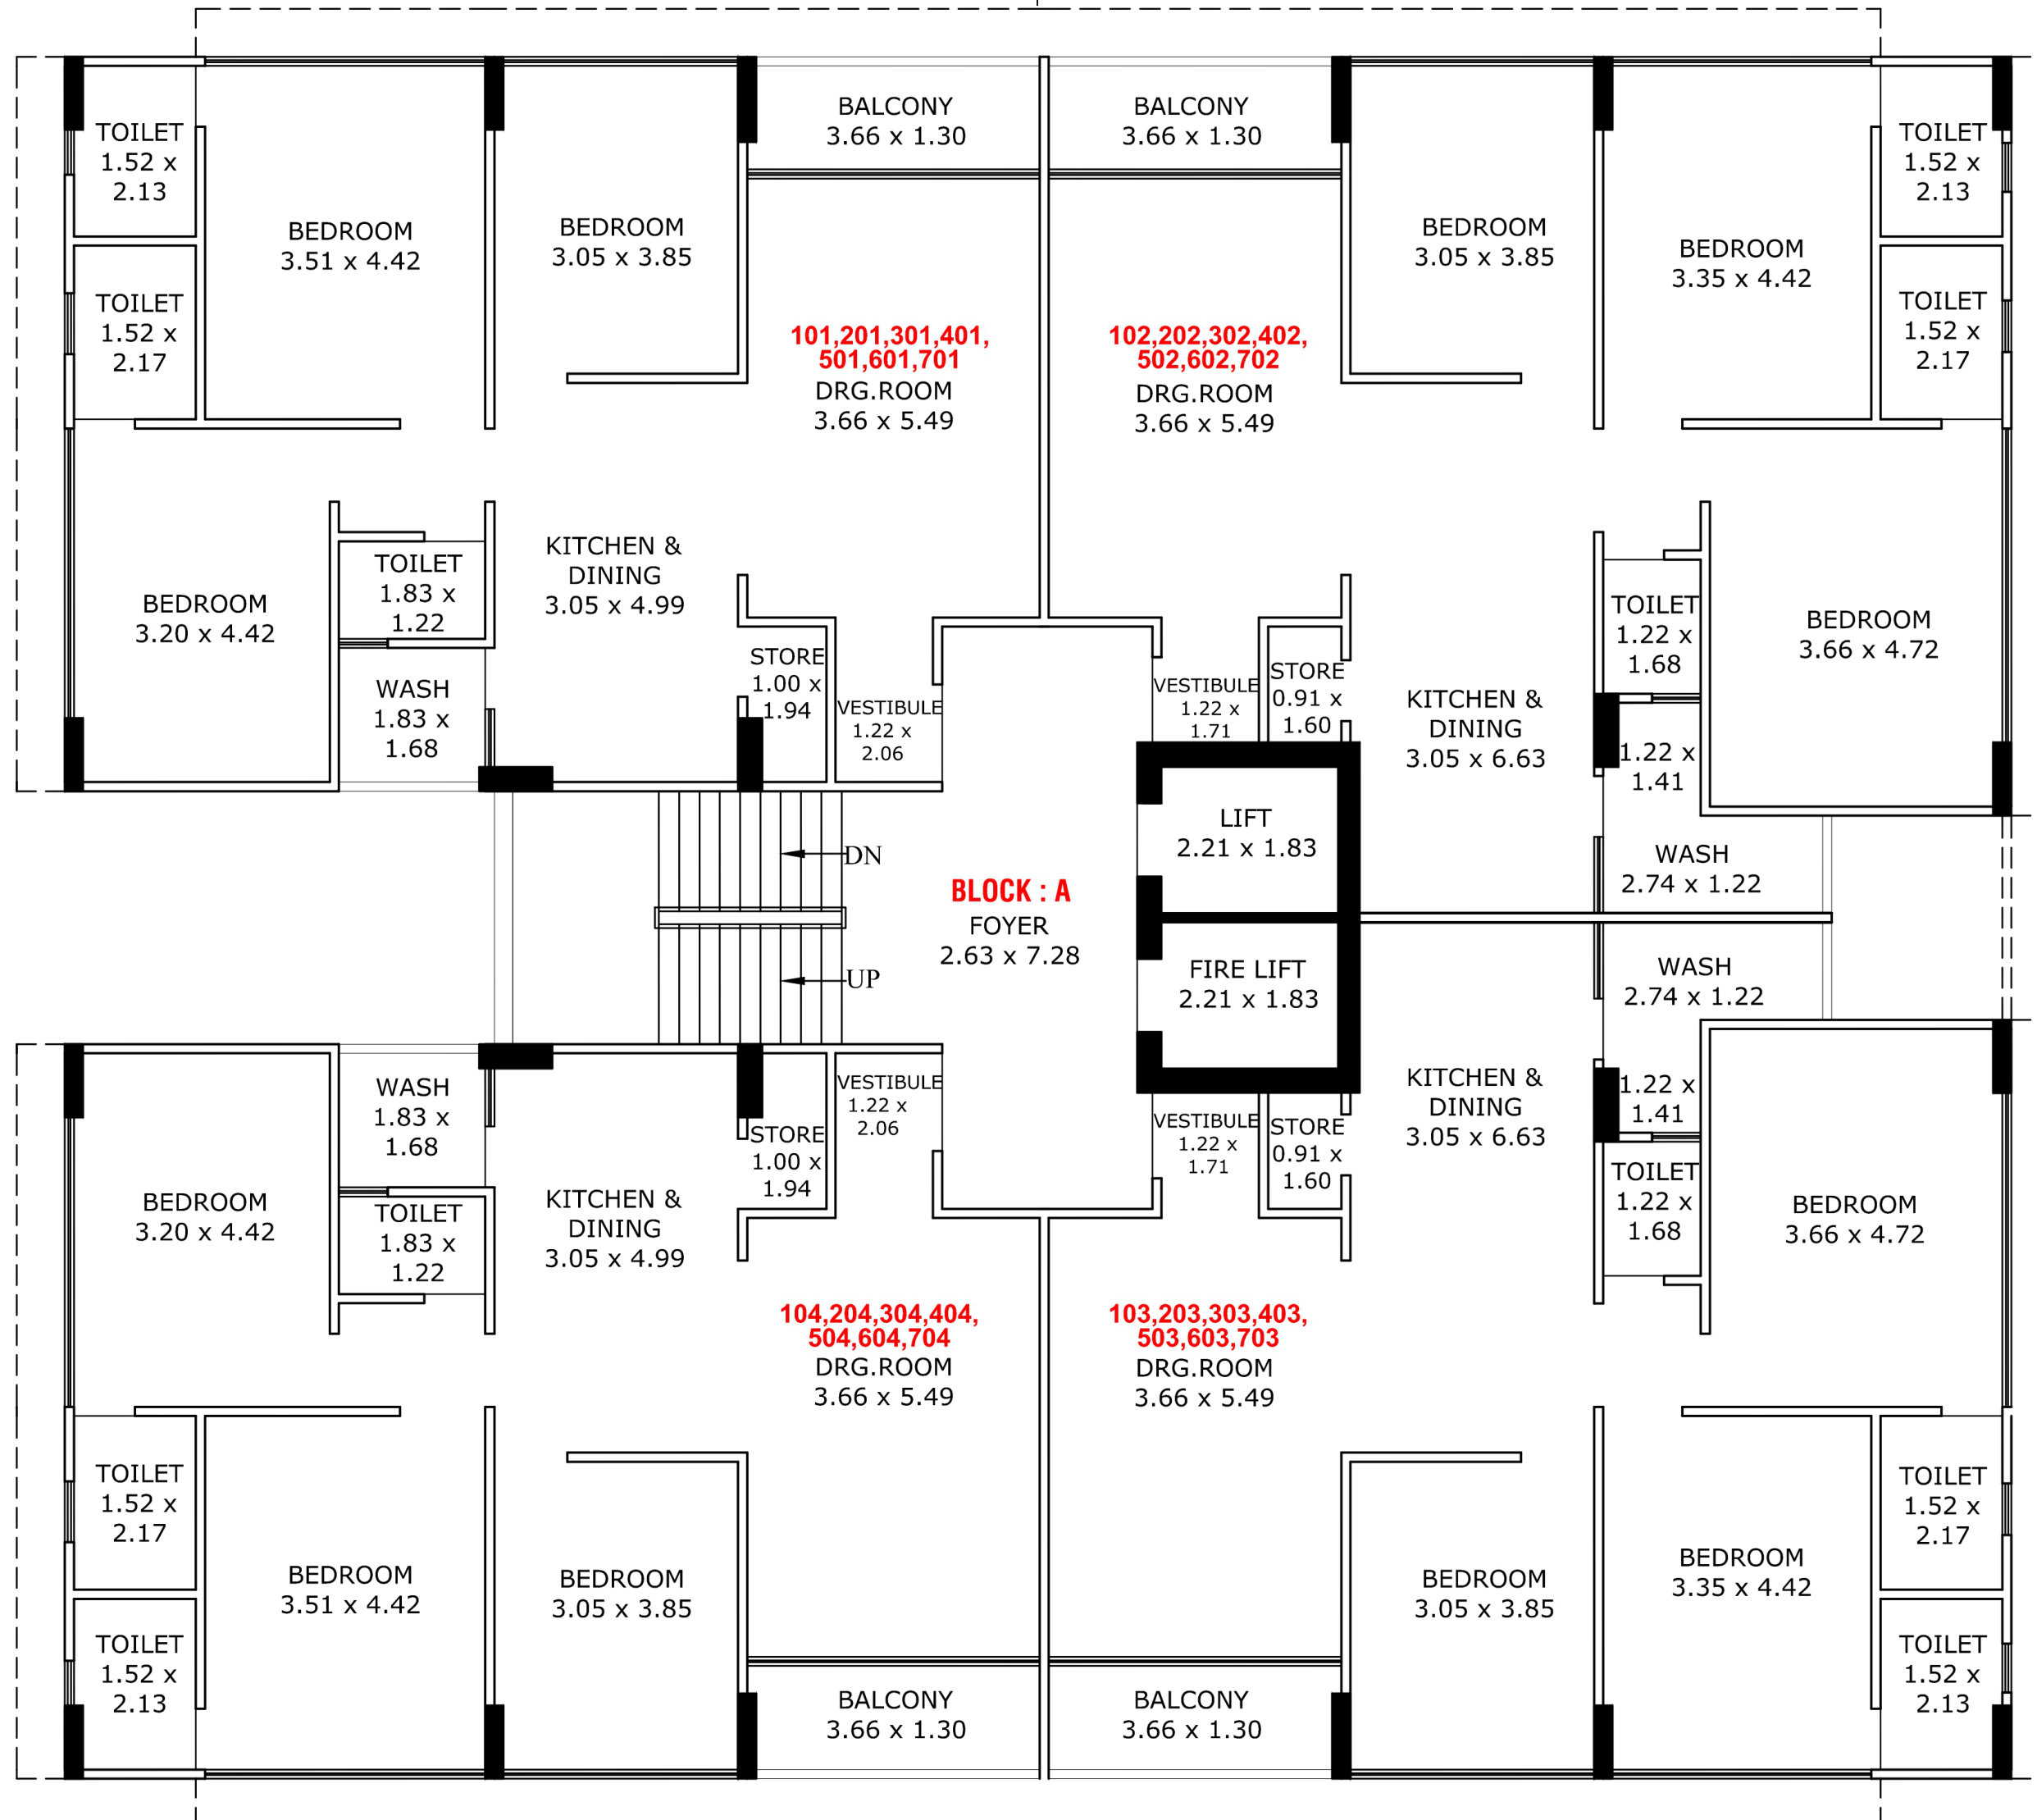 TOILET
1.52 x
2.13
BEDROOM
3.51 x 4.42
BEDROOM
3.05 x 3.85
BALCONY
3.66 x 1.30
BALCONY
3.66 x 1.30
BEDROOM
3.05 x 3.85
BEDROOM
3.35 x 4.42
TOILET
1.52 x
2.13
TOILET
1.52 x
2.17
101,201,301,401,
501,601,701
DRG.ROOM
3.66 x 5.49
102,202,302,402,
502,602,702
DRG.ROOM
3.66 x 5.49
TOILET
1.52 x
2.17
BEDROOM
3.20 x 4.42
TOILET
1.83 x
1.22
KITCHEN &
DINING
3.05 x 4.99
WASH
1.83 x
1.68
STORE
1.00 x
1.94
VESTIBULE
1.22 x
2.06
VESTIBULE
1.22 x
1.71
STORE
0.91 x
1.60
KITCHEN &
DINING
3.05 x 6.63
TOILET
1.22 x
1.68
BEDROOM
3.66 x 4.72
1.22 x
1.41
LIFT
2.21 x 1.83
WASH
2.74 x 1.22
DN
BLOCK : A
FOYER
2.63 x 7.28
UP
FIRE LIFT
2.21 x 1.83
WASH
2.74 x 1.22
BEDROOM
3.20 x 4.42
WASH
1.83 x
1.68
TOILET
1.83 x
1.22
KITCHEN &
DINING
3.05 x 4.99
STORE
1.00 x
1.94
VESTIBULE
1.22 x
2.06
VESTIBULE
1.22 x
1.71
STORE
0.91 x
1.60
KITCHEN &
DINING
3.05 x 6.63
1.22 x
1.41
TOILET
1.22 x
1.68
BEDROOM
3.66 x 4.72
104,204,304,404,
504,604,704
DRG.ROOM
3.66 x 5.49
103,203,303,403,
503,603,703
DRG.ROOM
3.66 x 5.49
TOILET
1.52 x
2.17
BEDROOM
3.51 x 4.42
BEDROOM
3.05 x 3.85
BEDROOM
3.05 x 3.85
BEDROOM
3.35 x 4.42
TOILET
1.52 x
2.17
TOILET
1.52 x
2.13
BALCONY
3.66 x 1.30
BALCONY
3.66 x 1.30
TOILET
1.52 x
2.13